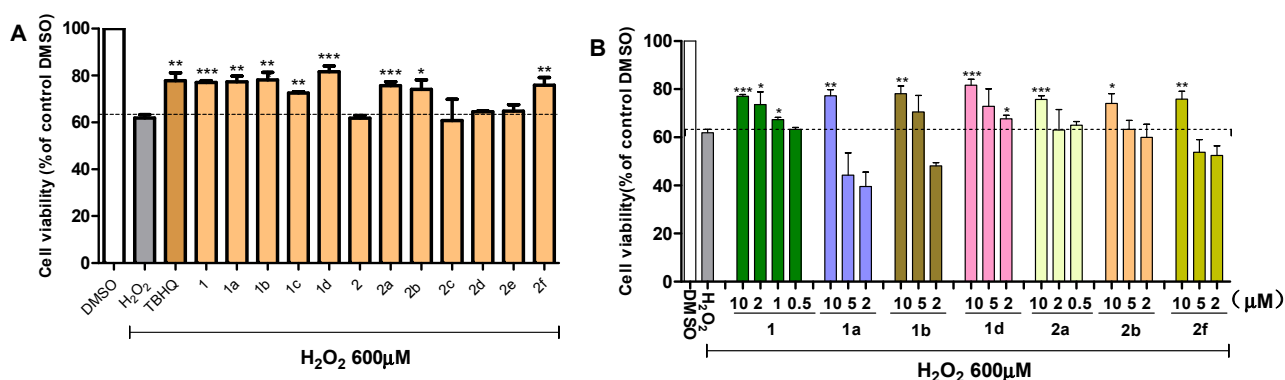 A
Cell viability (% of control DMSO)
100
80
60
40
20
0
** *** ** ** ** *** *** * **
DMSO H₂O₂ TBHQ 1 1a 1b 1c 1d 2 2a 2b 2c 2d 2e 2f
H₂O₂ 600μM
B
Cell viability(% of control DMSO)
100
80
60
40
20
0
*** * * ** ** *** * *** * **
DMSO H₂O₂ 10 2 1 0.5 10 5 2 10 5 2 10 5 2 10 2 0.5 10 5 2 10 5 2 (μM)
1 1a 1b 1d 2a 2b 2f
H₂O₂ 600μM